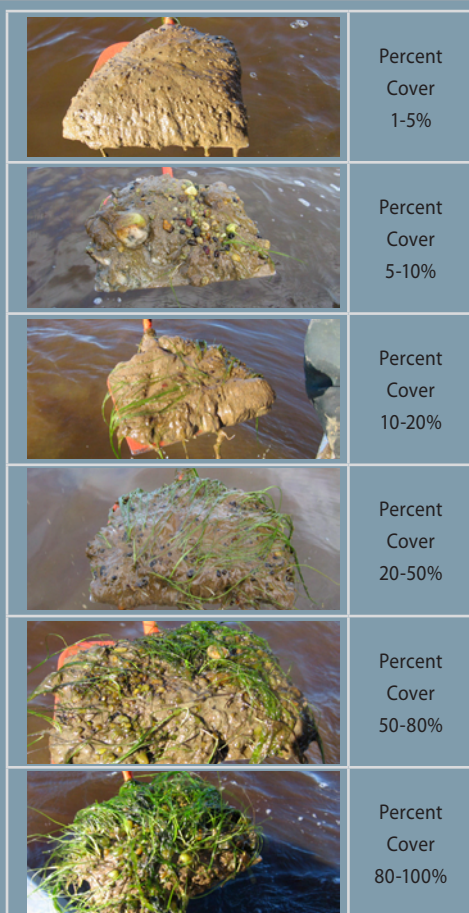 Percent
Cover
1-5%
Percent
Cover
5-10%
Percent
Cover
10-20%
Percent
Cover
20-50%
Percent
Cover
50-80%
Percent
Cover
80-100%